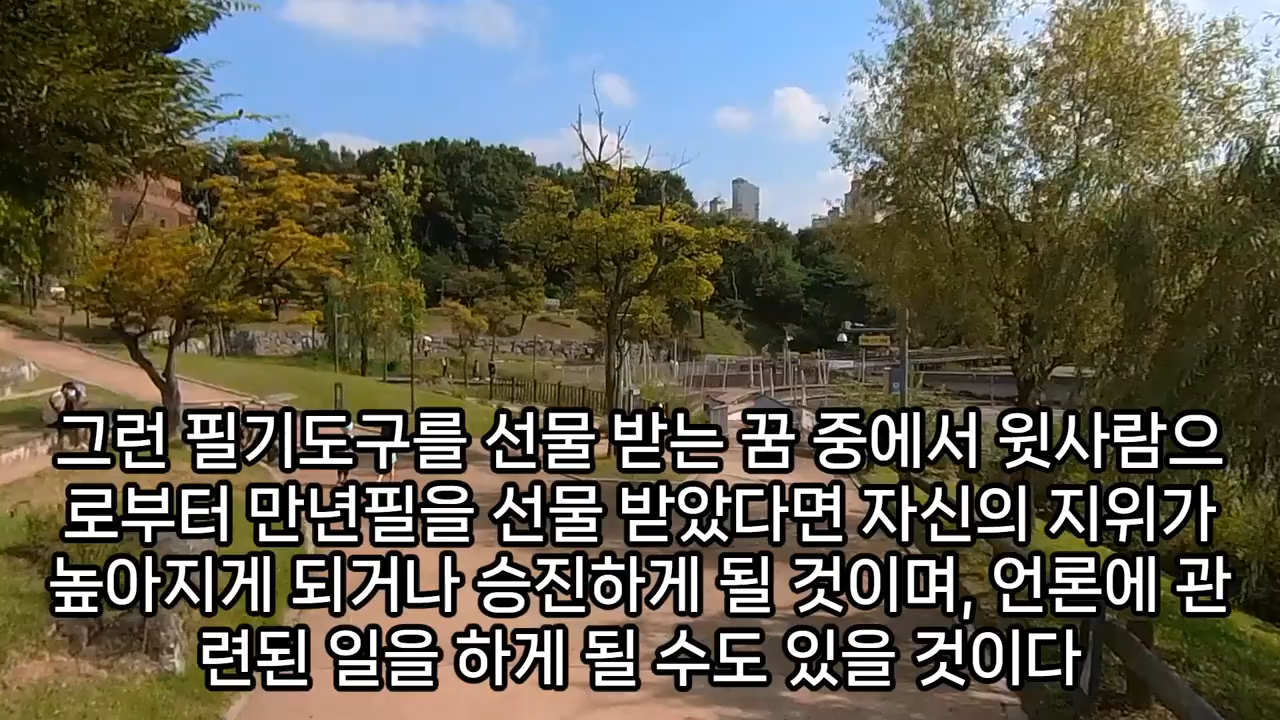 그런 필기도구를 선물 받는 꿈 중에서 윗사람으
로부터 만년필을 선물 받았다면 자신의 지위가
높아지게 되거나 승진하게 될 것이며, 언론에 관
련된 일을 하게 될 수도 있을 것이다